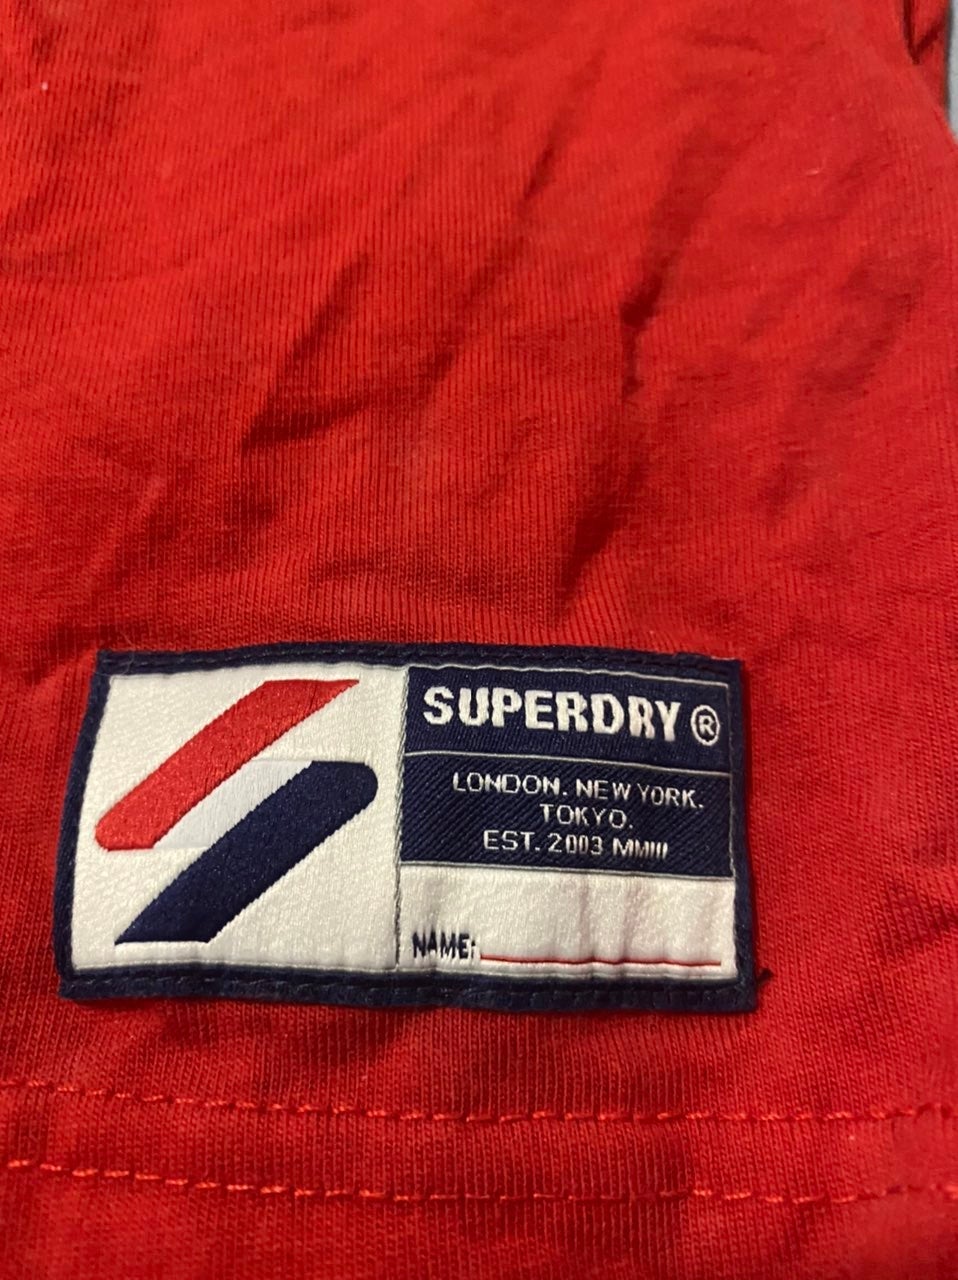 SUPERDRY®
LONDON. NEW YORK.
TOKYO.
EST. 2003 MMIII
NAME: